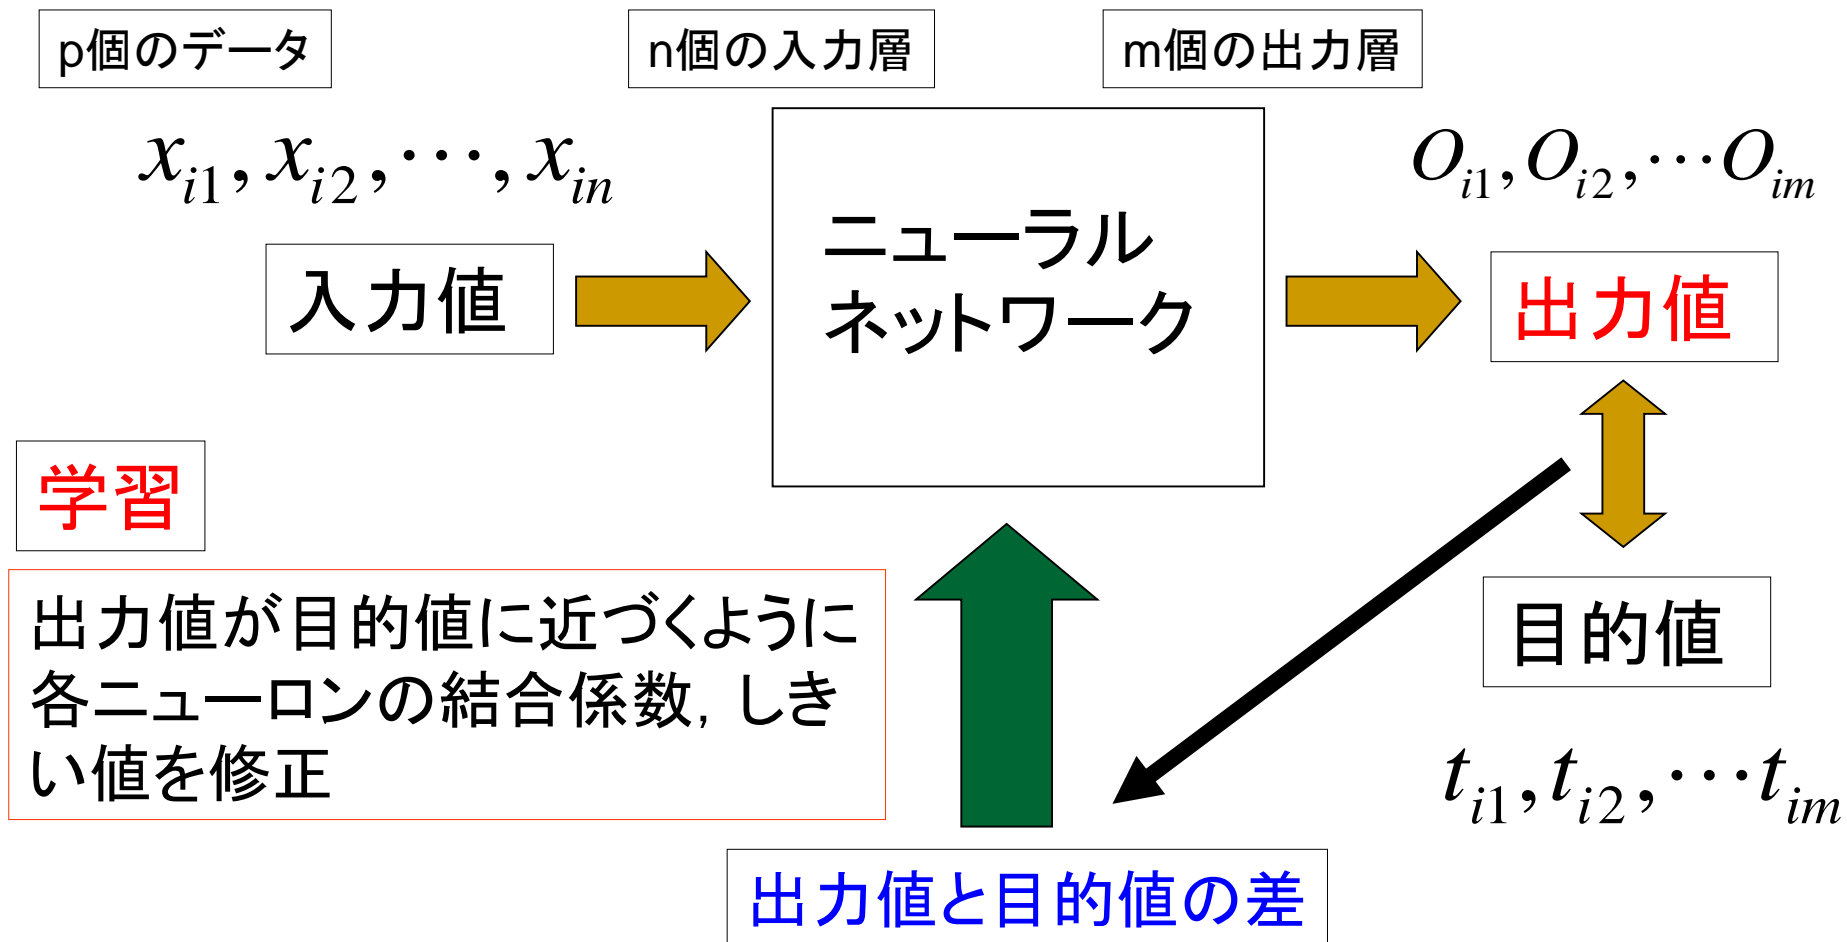 p個のデータ
n個の入力層
m個の出力層
x_{i1}, x_{i2}, ⋯, x_{in}
O_{i1}, O_{i2}, ⋯O_{im}
ニューラル
ネットワーク
入力値
出力値
学習
出力値が目的値に近づくように
各ニューロンの結合係数, しき
い値を修正
目的値
t_{i1}, t_{i2}, ⋯t_{im}
出力値と目的値の差